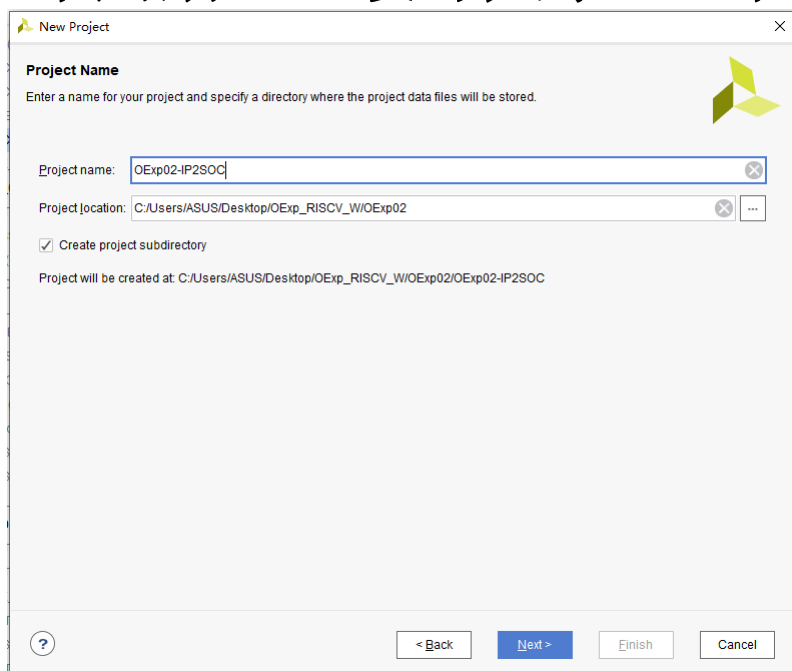 New Project
Project Name
Enter a name for your project and specify a directory where the project data files will be stored.
Project name: OExp02-IP2SOC
Project location: C:/Users/ASUS/Desktop/OExp_RISCV_W/OExp02 ...
Create project subdirectory
Project will be created at: C:/Users/ASUS/Desktop/OExp_RISCV_W/OExp02/OExp02-IP2SOC
? < Back Next > Finish Cancel